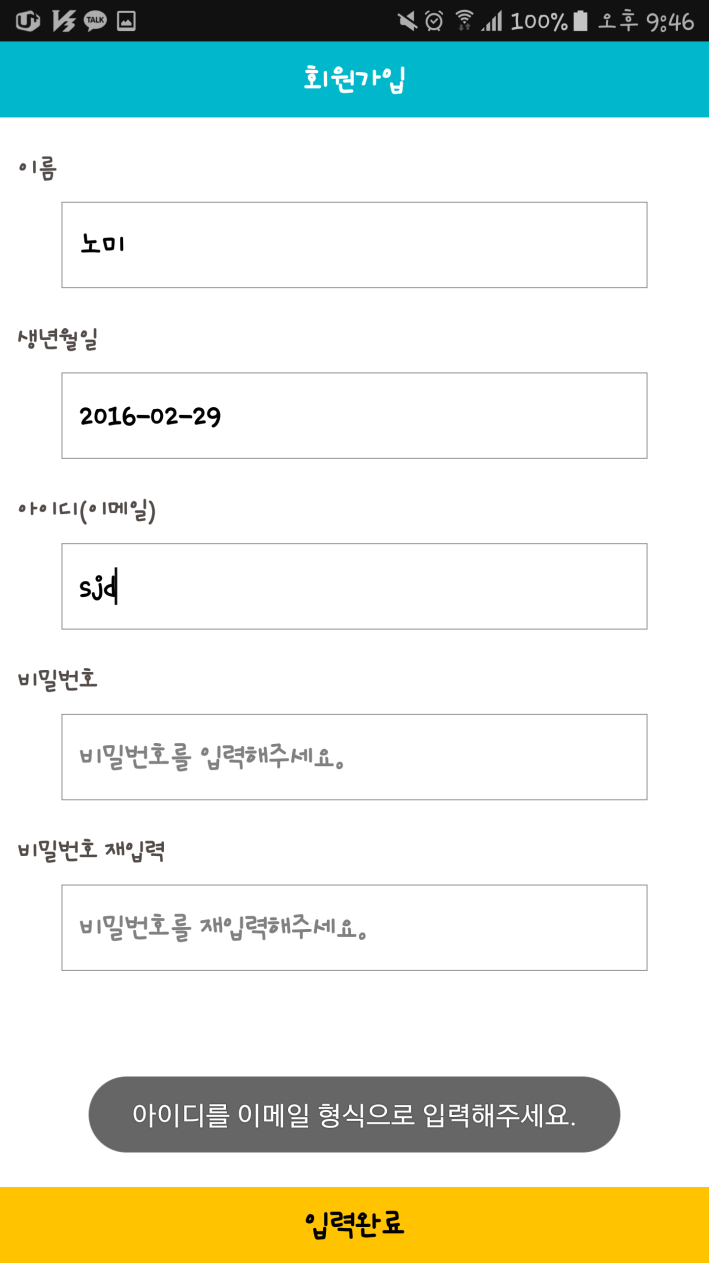 TALK 100% 오후 9:46
회원가입
이름
노미
생년월일
2016-02-29
아이디(이메일)
sjd
비밀번호
비밀번호를 입력해주세요.
비밀번호 재입력
비밀번호를 재입력해주세요.
아이디를 이메일 형식으로 입력해주세요.
입력완료